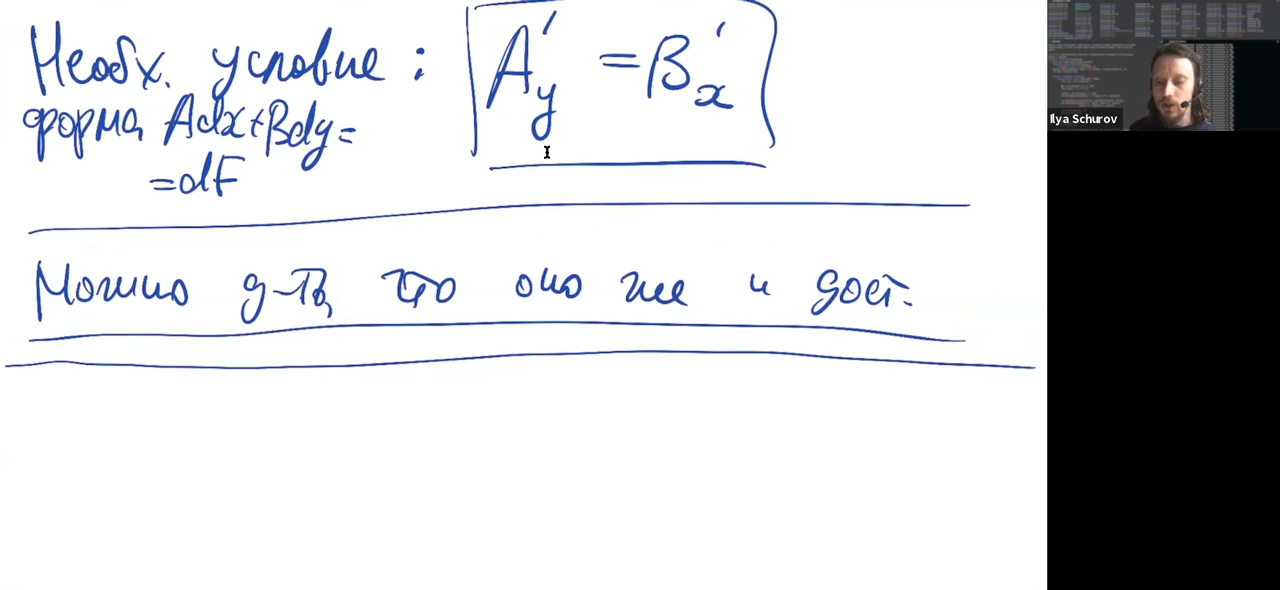 Необх. условие : A'y = B'x
форма Adx+Bdy=
=dF
Можно д-ть, что оно же и дост.
Ilya Schurov